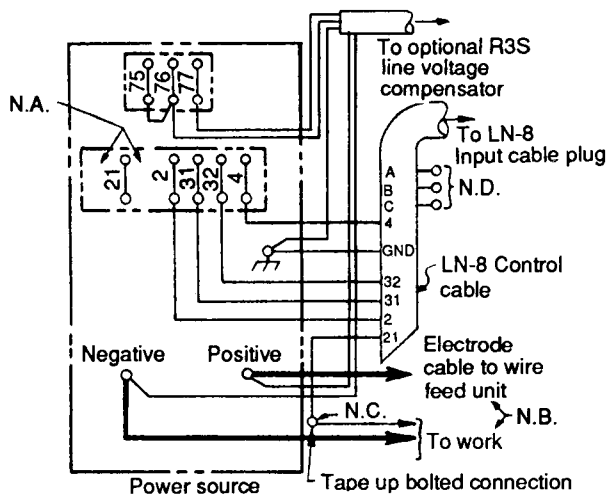 To optional R3S
line voltage
compensator
75 76 77
N.A.
To LN-8
Input cable plug
21 2 31 32 4
A
B
C
N.D.
4
GND
32
31
2
21
LN-8 Control
cable
Negative Positive
Electrode
cable to wire
feed unit
N.C.
N.B.
To work
Tape up bolted connection
Power source